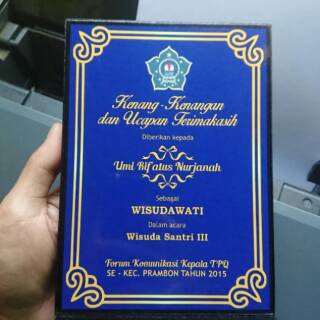 Kenang - Kenangan
dan Ucapan Terimakasih
Diberikan kepada
Umi Rif'atus Nurjanah
Sebagai
WISUDAWATI
Dalam acara
Wisuda Santri III
Forum Komunikasi Kepala TPQ
SE - KEC. PRAMBON TAHUN 2015